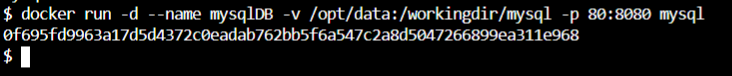 $ docker run -d --name mysqlDB -v /opt/data:/workingdir/mysql -p 80:8080 mysql
0f695fd9963a17d5d4372c0eadab762bb5f6a547c2a8d5047266899ea311e968
$